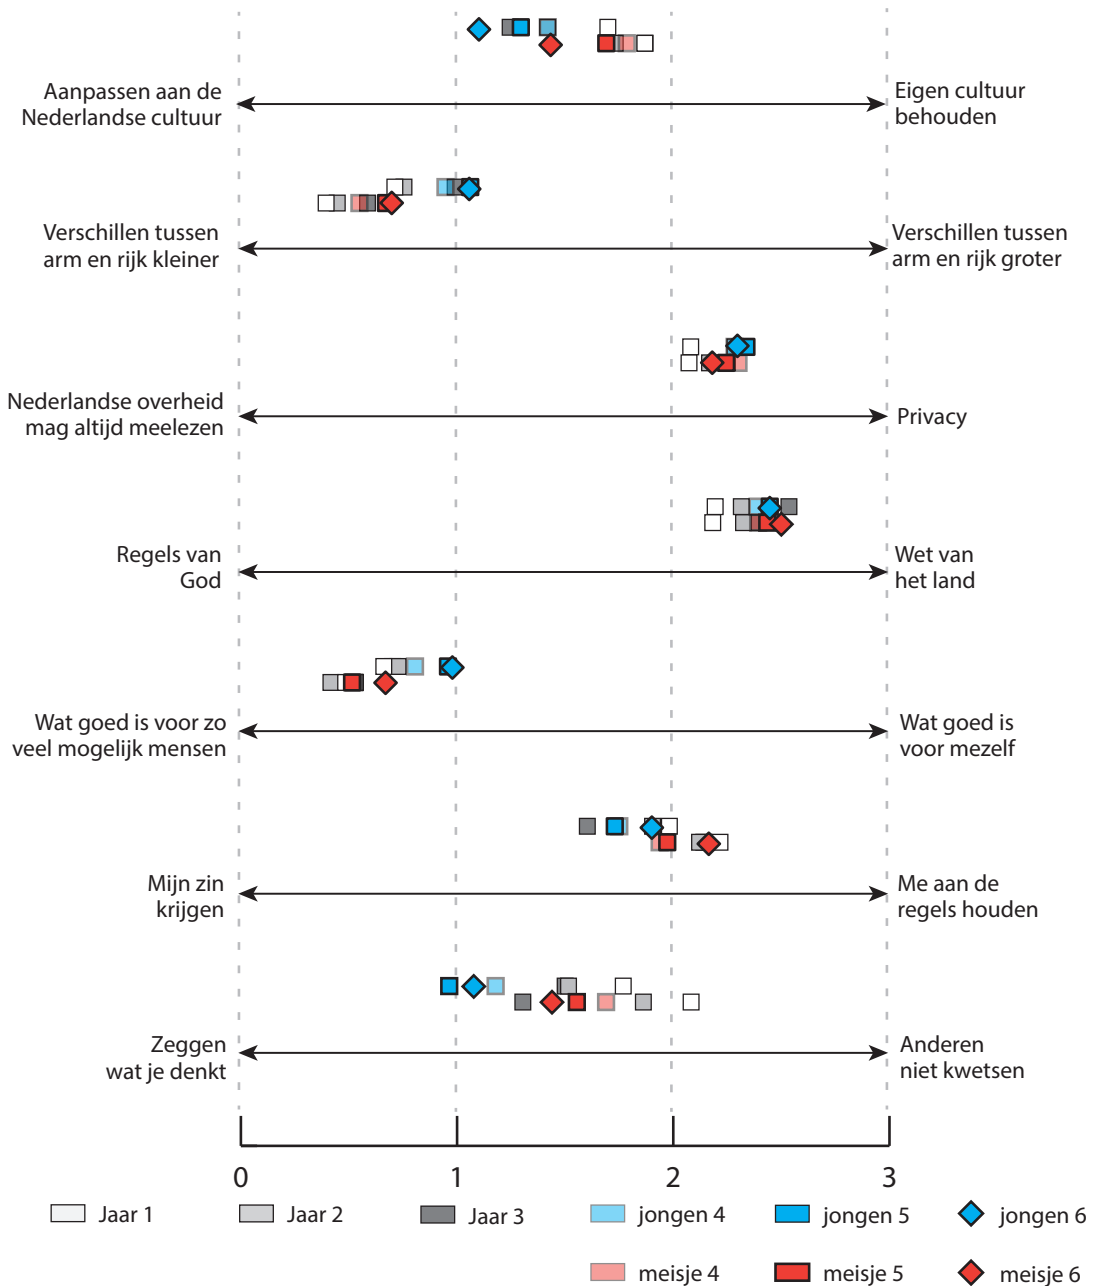 Aanpassen aan de
Nederlandse cultuur
Eigen cultuur
behouden
Verschillen tussen
arm en rijk kleiner
Verschillen tussen
arm en rijk groter
Nederlandse overheid
mag altijd meelezen
Privacy
Regels van
God
Wet van
het land
Wat goed is voor zo
veel mogelijk mensen
Wat goed is
voor mezelf
Mijn zin
krijgen
Me aan de
regels houden
Zeggen
wat je denkt
Anderen
niet kwetsen
0 1 2 3
Jaar 1 Jaar 2 Jaar 3 jongen 4 jongen 5 jongen 6
meisje 4 meisje 5 meisje 6